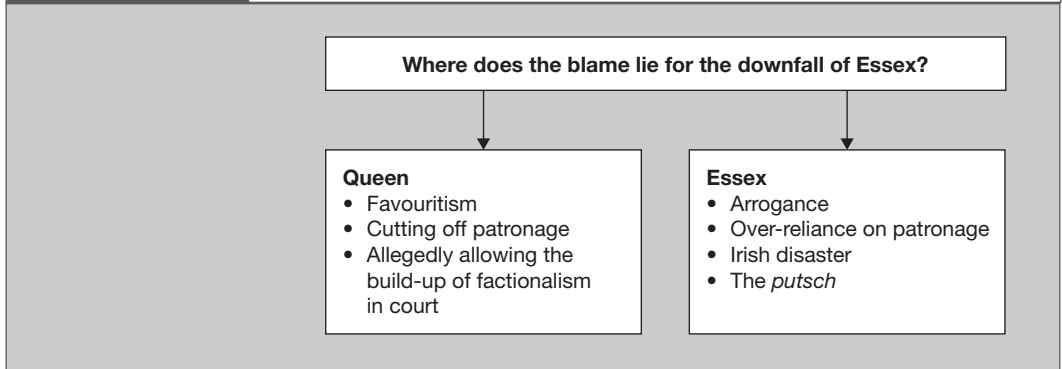 Where does the blame lie for the downfall of Essex?
Queen
• Favouritism
• Cutting off patronage
• Allegedly allowing the
build-up of factionalism
in court
Essex
• Arrogance
• Over-reliance on patronage
• Irish disaster
• The putsch